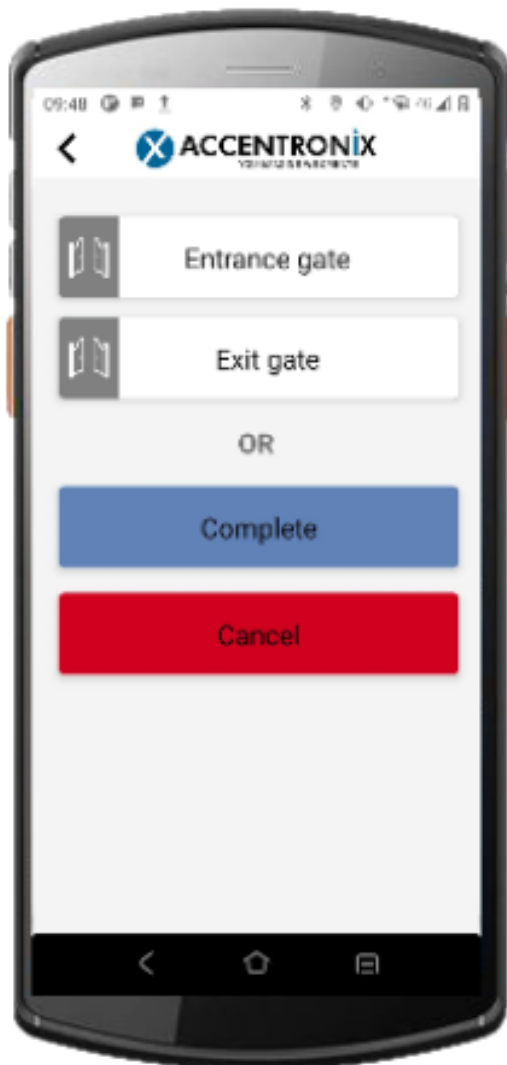 09:48
ACCENTRONIX
Entrance gate
Exit gate
OR
Complete
Cancel